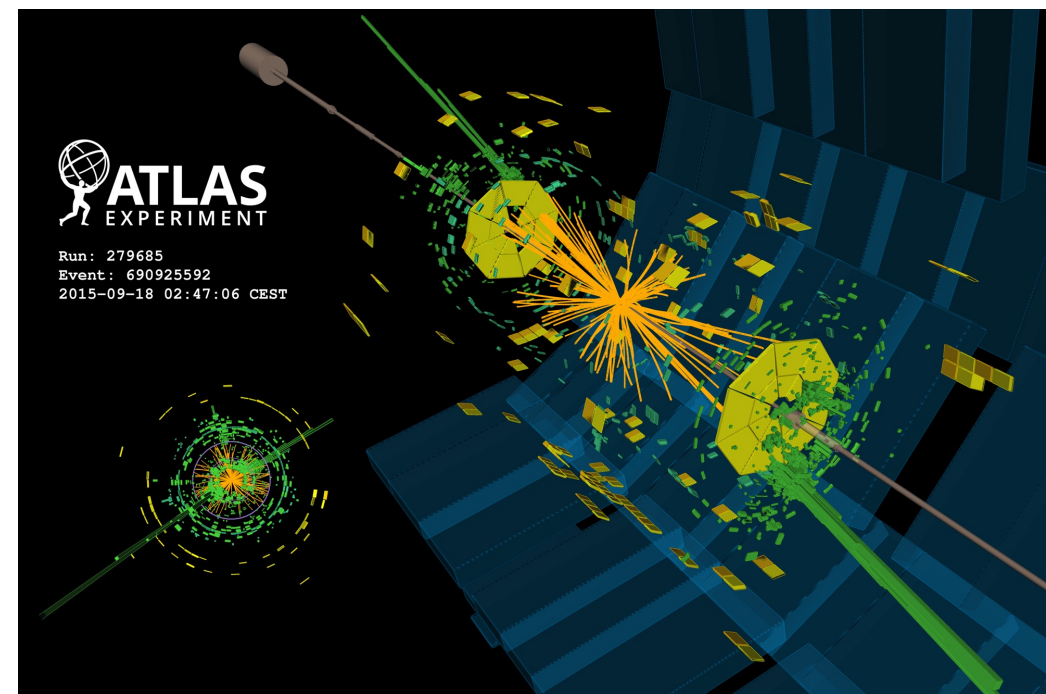 ATLAS
EXPERIMENT
Run: 279685
Event: 690925592
2015-09-18 02:47:06 CEST